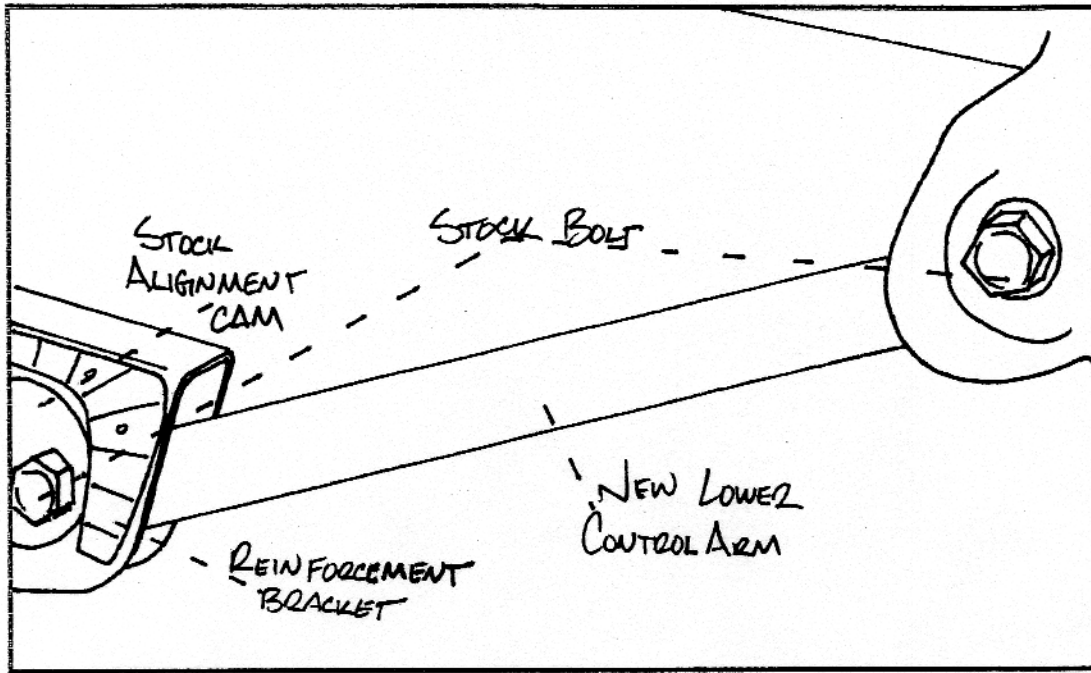 STOCK
ALIGNMENT
CAM
STOCK BOLT
NEW LOWER
CONTROL ARM
REINFORCEMENT
BRACKET